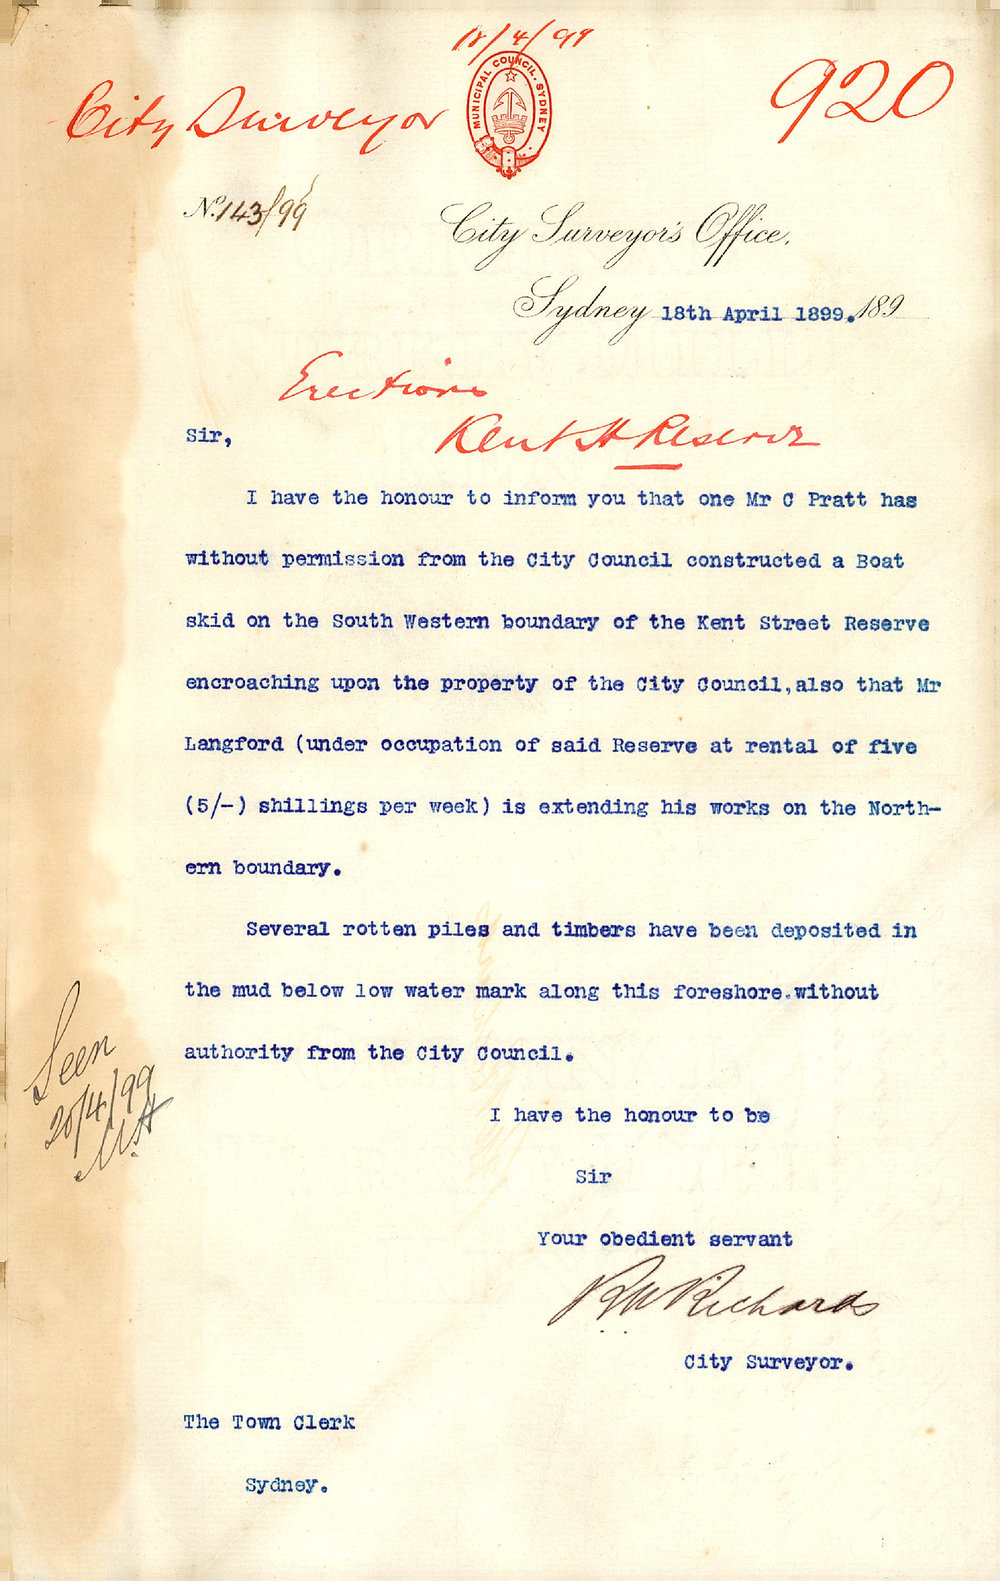 18/4/99
City Surveyor
MUNICIPAL COUNCIL. SYDNEY
920
No. 143/99
City Surveyor's Office,
Sydney 18th April 1899. 189
Erections
Kent St Reserve
Sir,
I have the honour to inform you that one Mr C Pratt has
without permission from the City Council constructed a Boat
skid on the South Western boundary of the Kent Street Reserve
encroaching upon the property of the City Council,also that Mr
Langford (under occupation of said Reserve at rental of five
(5/-) shillings per week) is extending his works on the North-
ern boundary.
Several rotten piles and timbers have been deposited in
the mud below low water mark along this foreshore.without
authority from the City Council.
Seen
20/4/99
I have the honour to be
Sir
Your obedient servant
RW Richards
City Surveyor.
The Town Clerk
Sydney.